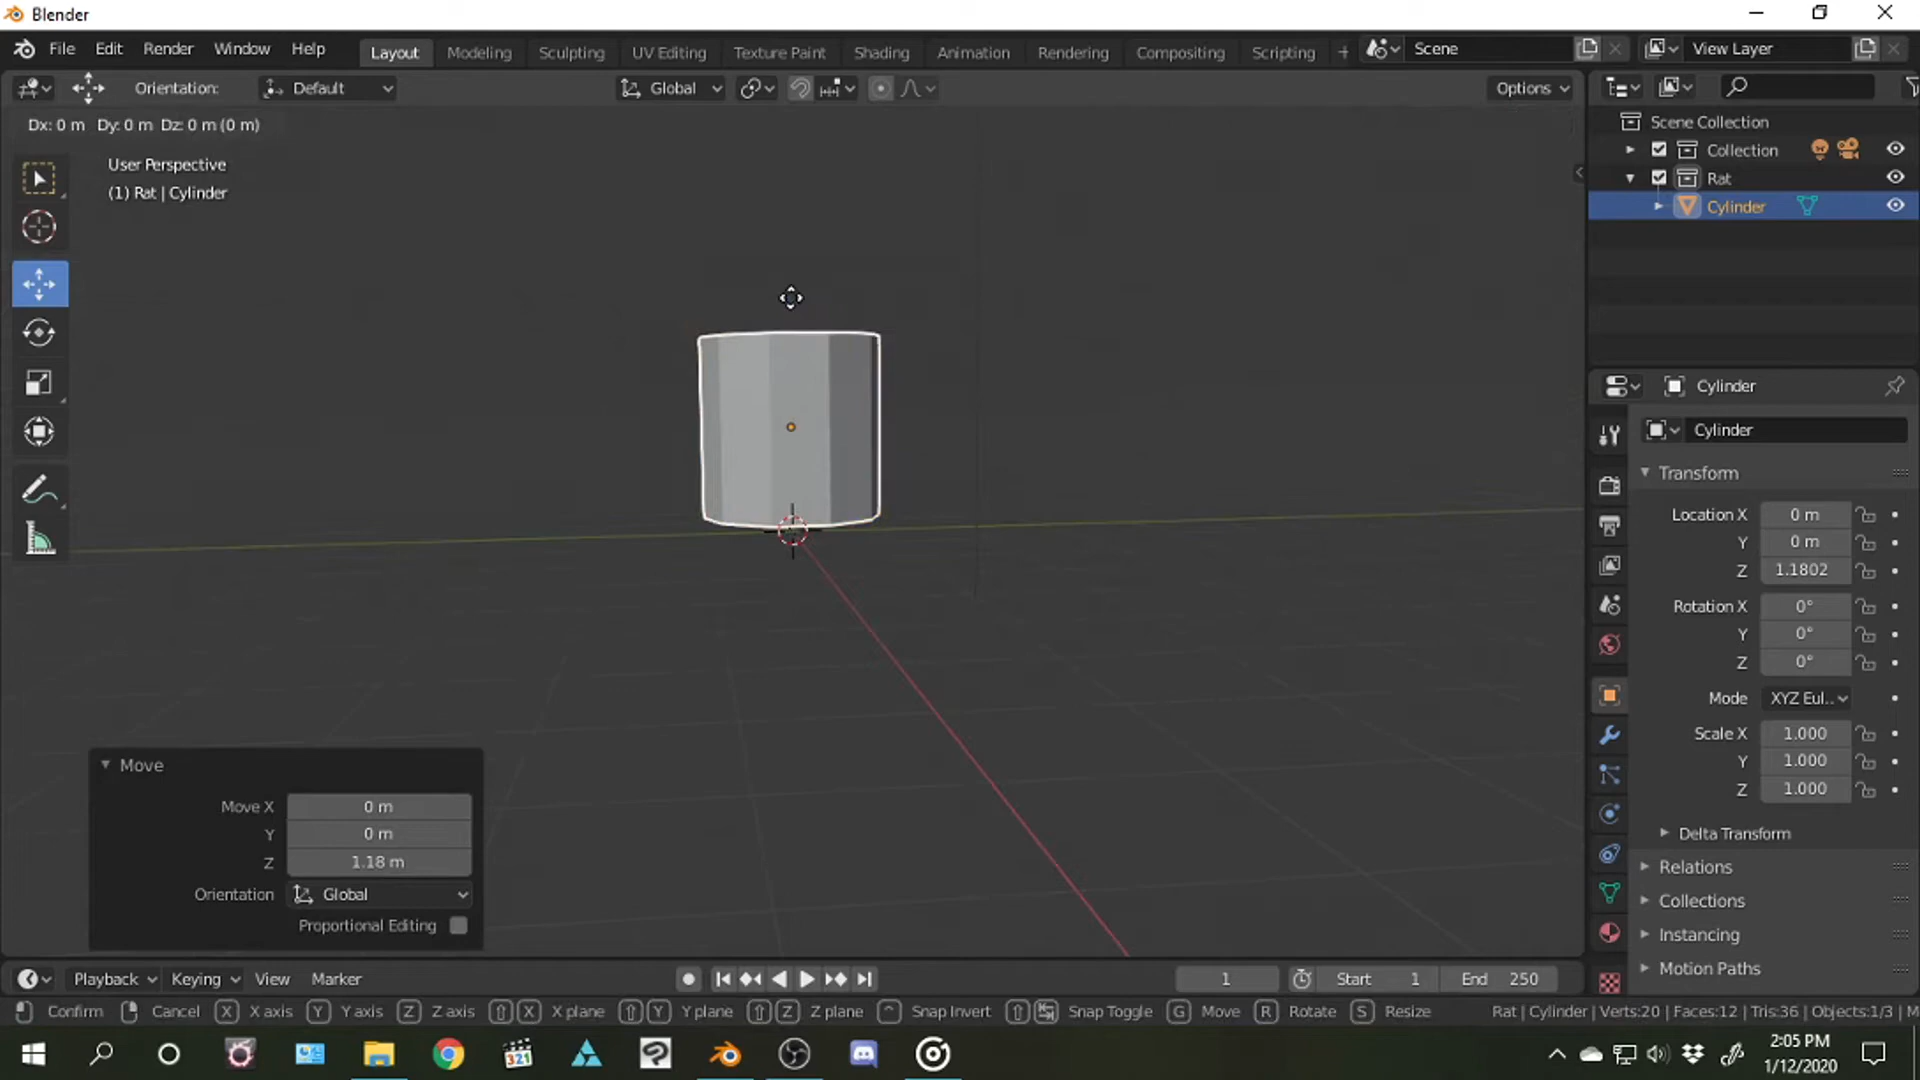 Blender
File Edit Render Window Help Layout Modeling Sculpting UV Editing Texture Paint Shading Animation Rendering Compositing Scripting + Scene View Layer
Orientation: Default Global Options
Dx: 0 m Dy: 0 m Dz: 0 m (0 m)
User Perspective
(1) Rat | Cylinder
Scene Collection
Collection
Rat
Cylinder
Cylinder
Cylinder
Transform
Location X 0 m
Y 0 m
Z 1.1802
Rotation X 0°
Y 0°
Z 0°
Mode XYZ Eul..
Scale X 1.000
Y 1.000
Z 1.000
Delta Transform
Relations
Collections
Instancing
Motion Paths
Move
Move X 0 m
Y 0 m
Z 1.18 m
Orientation Global
Proportional Editing
Playback Keying View Marker 1 Start 1 End 250
Confirm Cancel X X axis Y Y axis Z Z axis X X plane Y Y plane Z Z plane Snap Invert Snap Toggle G Move R Rotate S Resize Rat | Cylinder | Verts:20 | Faces:12 | Tris:36 | Objects:1/3 | M
321
2:05 PM
1/12/2020